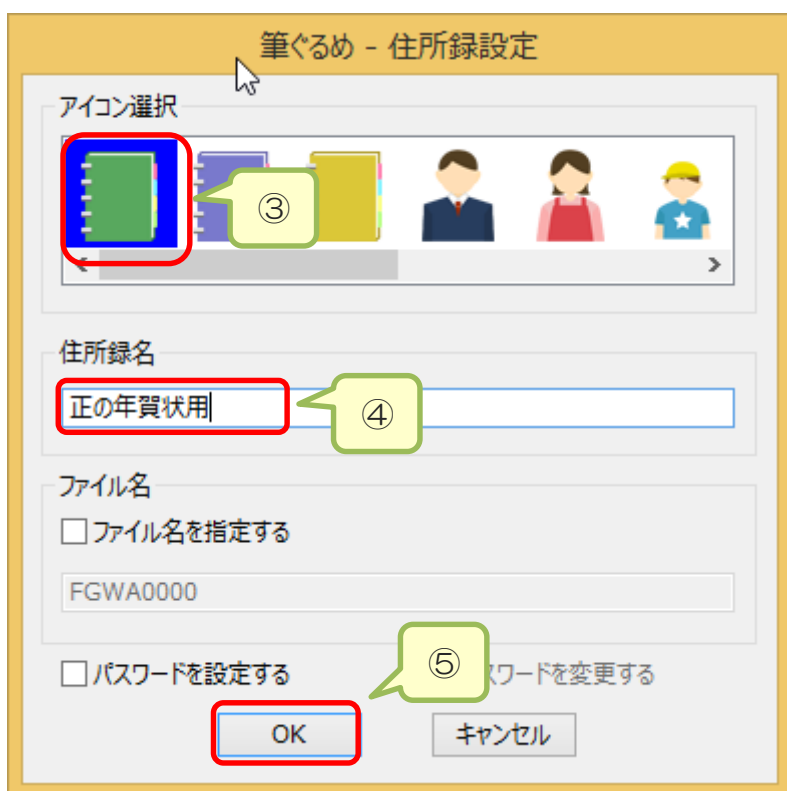 筆ぐるめ - 住所録設定
アイコン選択
③
住所録名
正の年賀状用
④
ファイル名
ファイル名を指定する
FGWA0000
パスワードを設定する
⑤
スワードを変更する
OK
キャンセル